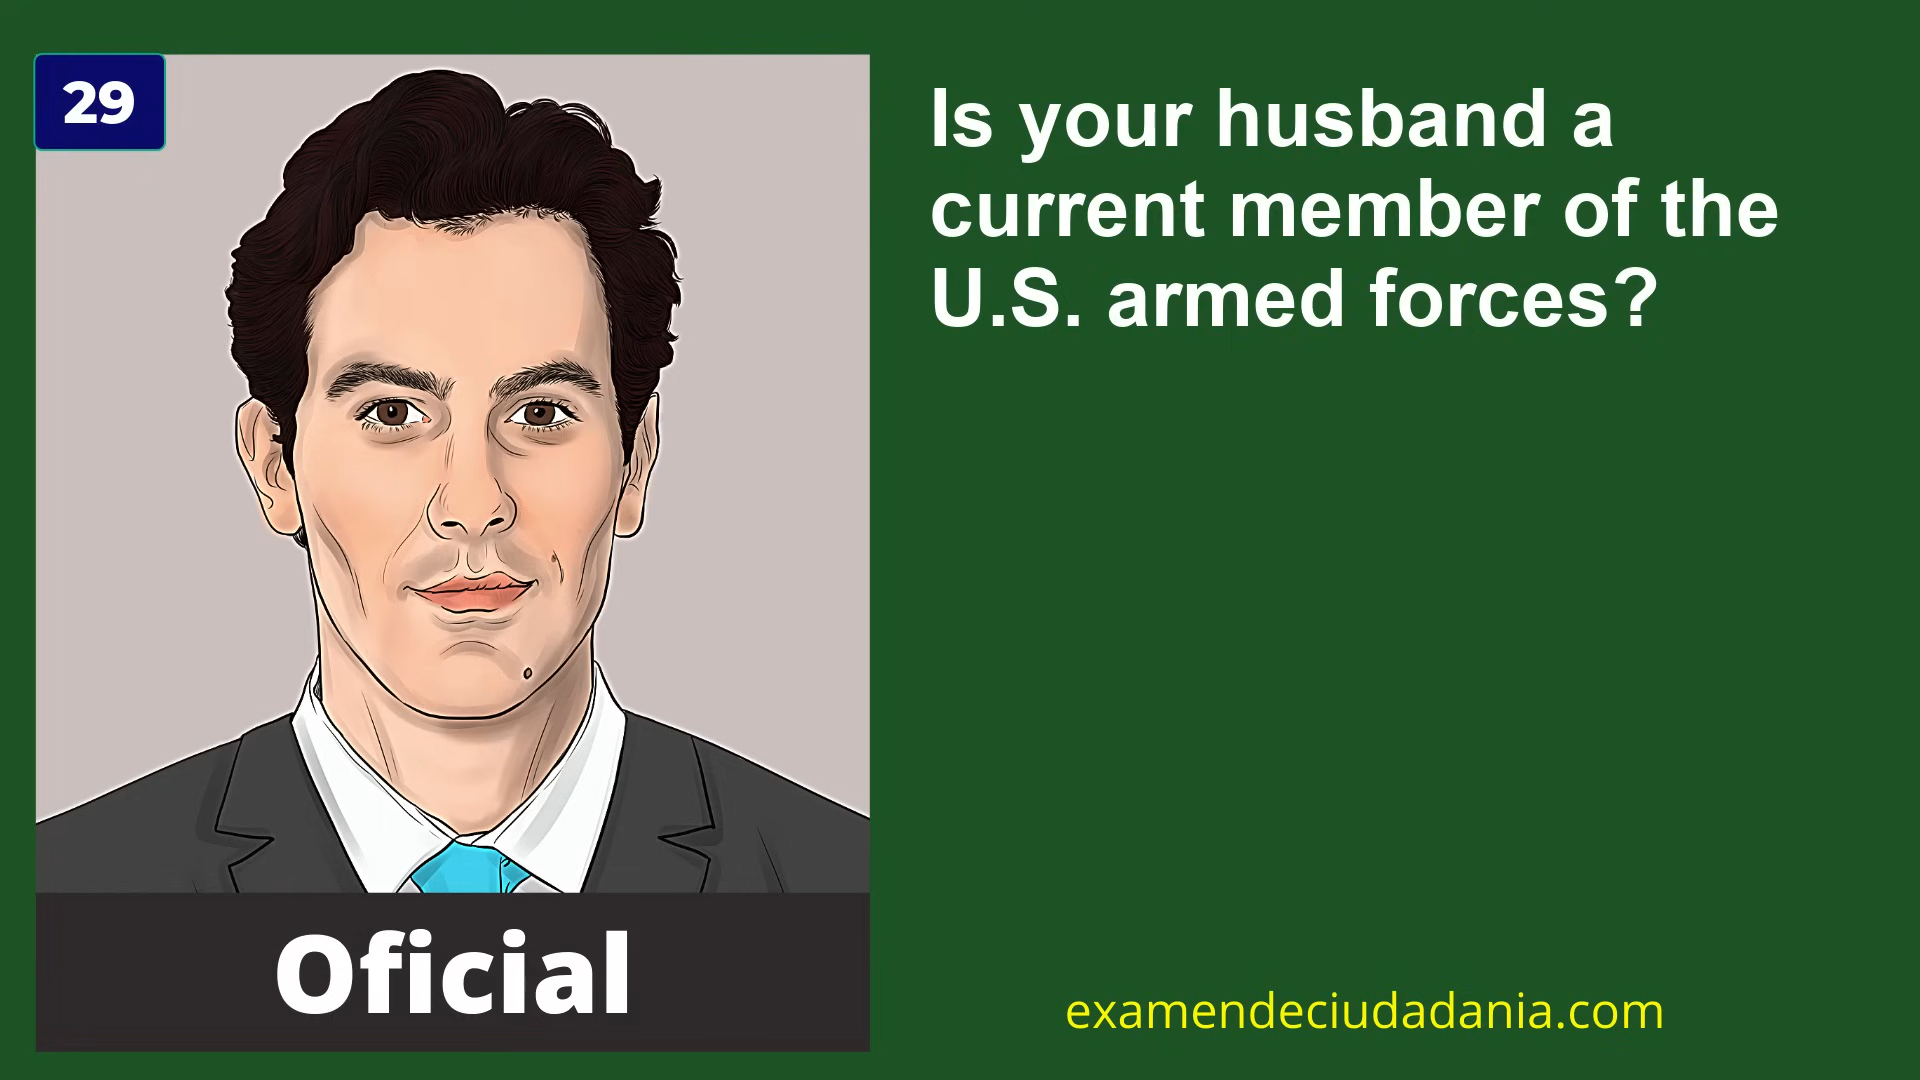 29
Is your husband a
current member of the
U.S. armed forces?
Oficial
examendeciudadania.com